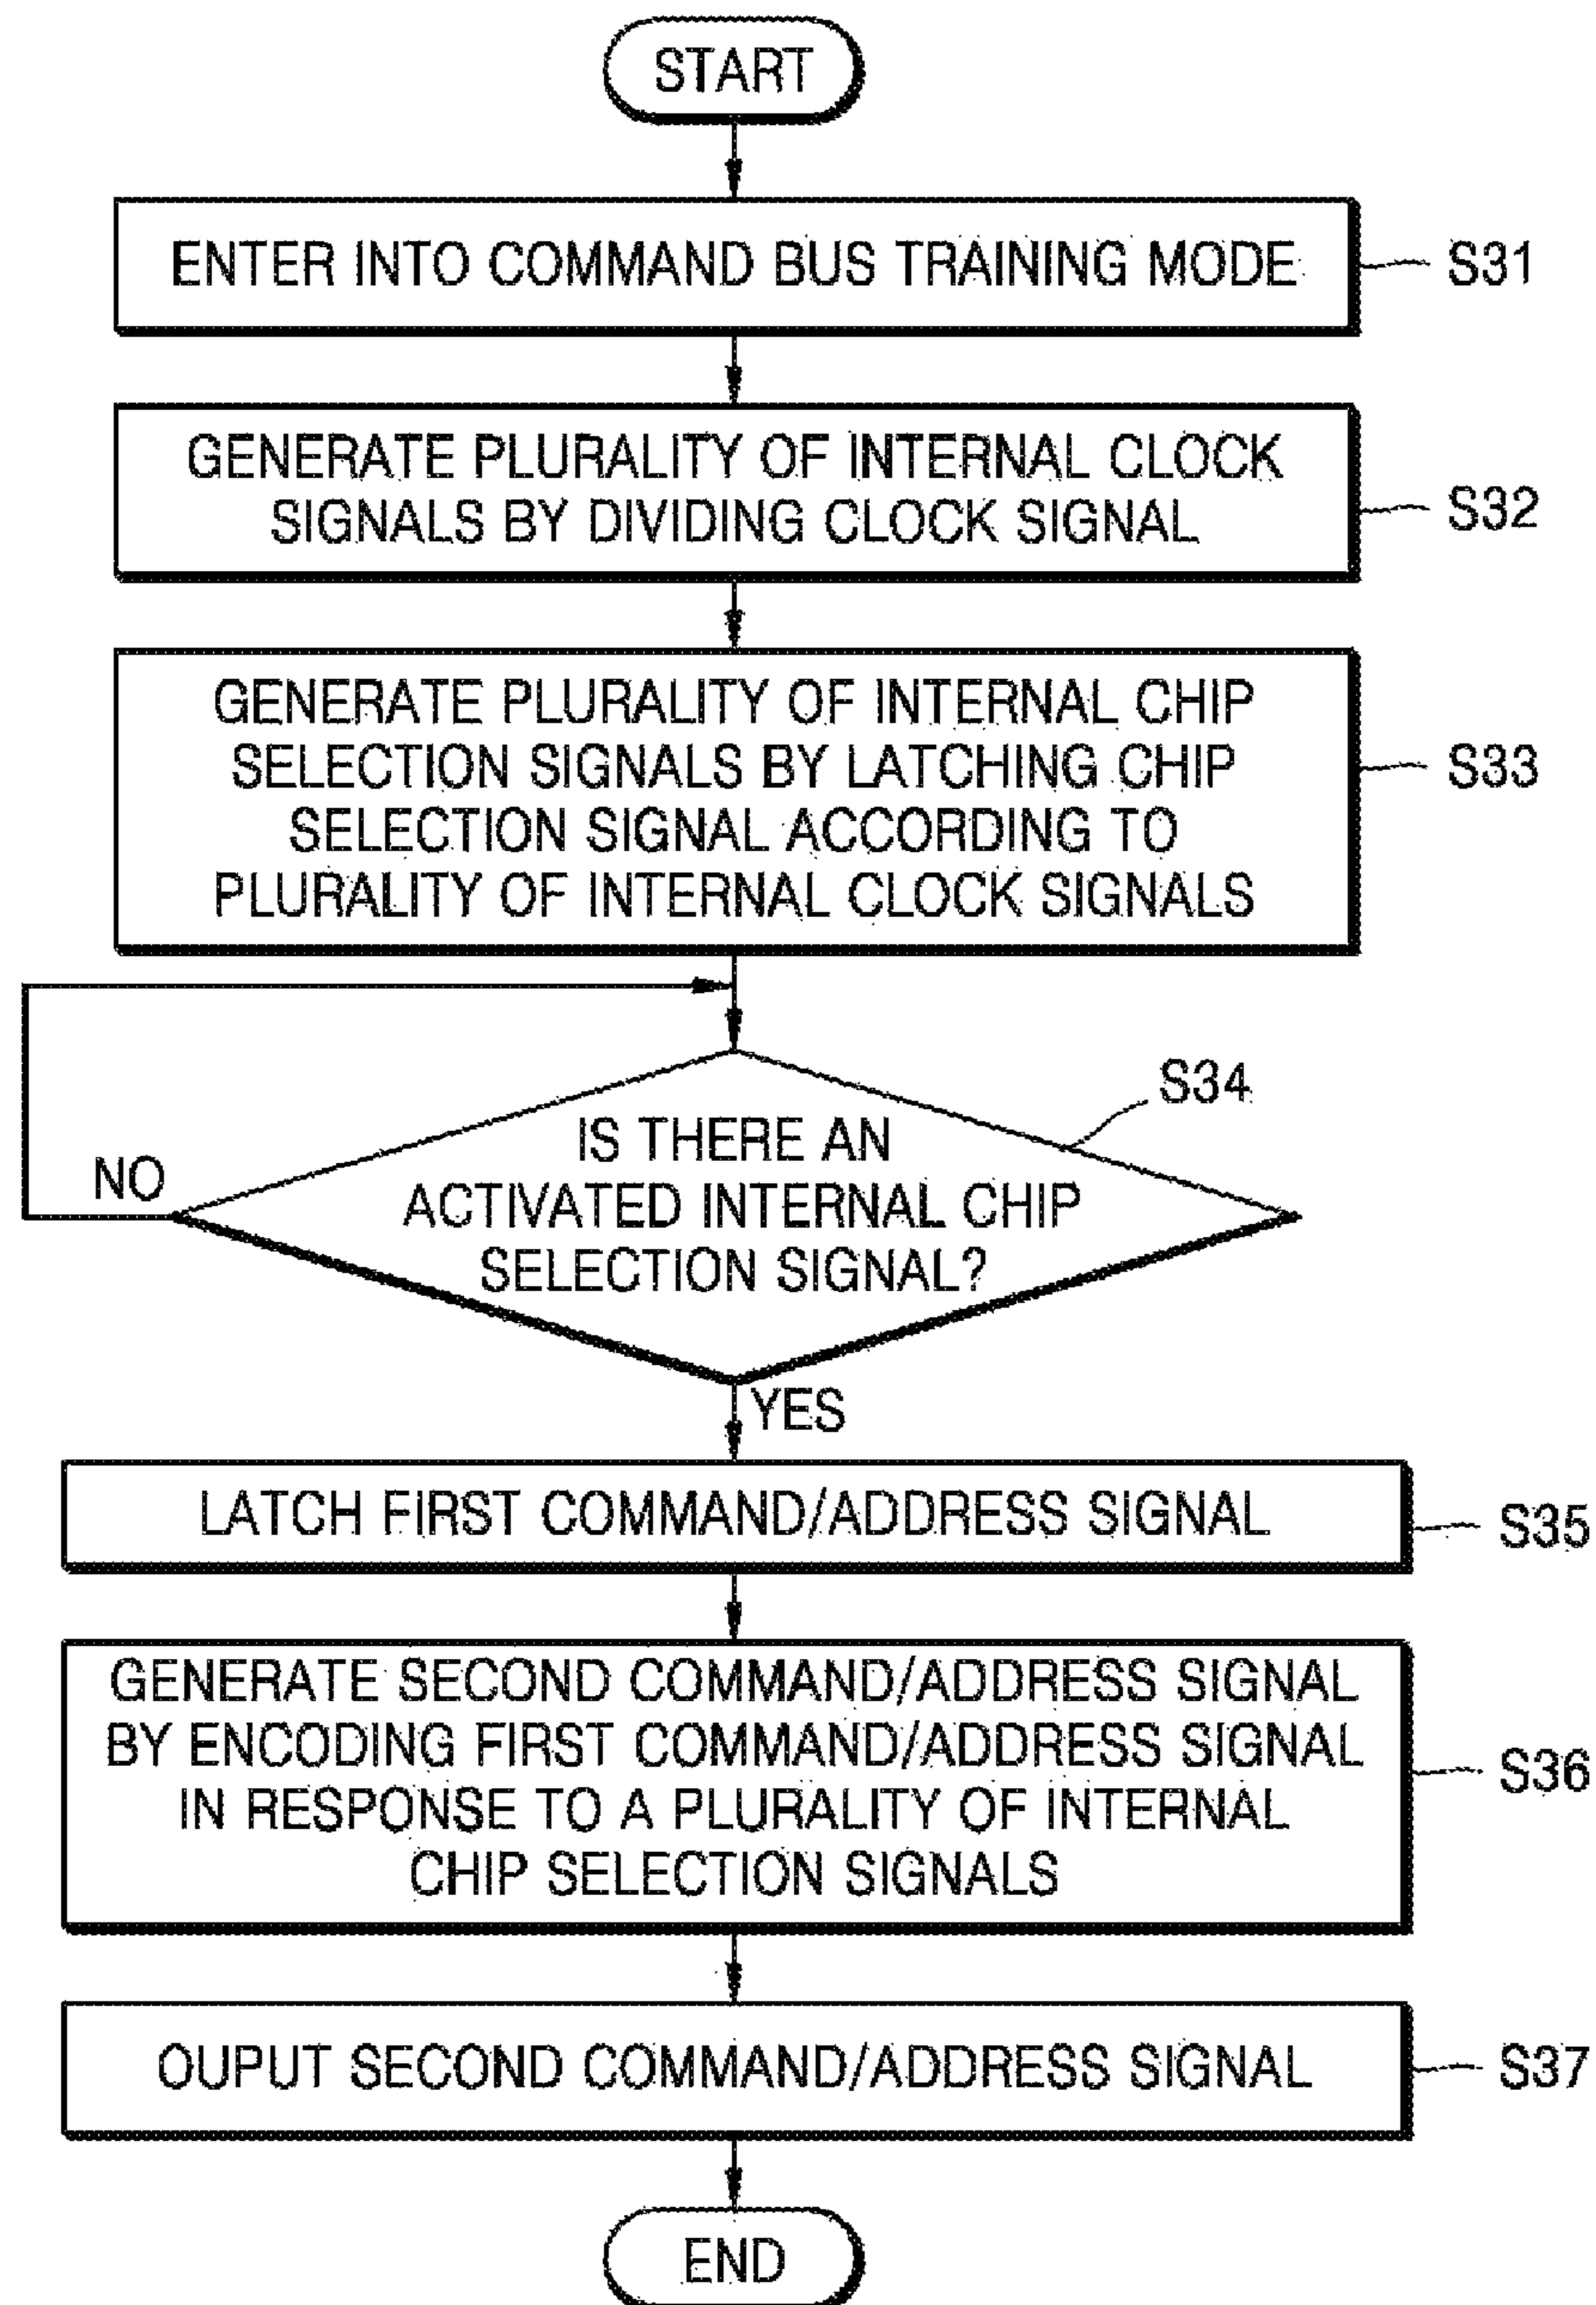 START
ENTER INTO COMMAND BUS TRAINING MODE
S31
GENERATE PLURALITY OF INTERNAL CLOCK
SIGNALS BY DIVIDING CLOCK SIGNAL
S32
GENERATE PLURALITY OF INTERNAL CHIP
SELECTION SIGNALS BY LATCHING CHIP
SELECTION SIGNAL ACCORDING TO
PLURALITY OF INTERNAL CLOCK SIGNALS
S33
S34
IS THERE AN
ACTIVATED INTERNAL CHIP
SELECTION SIGNAL?
NO
YES
LATCH FIRST COMMAND/ADDRESS SIGNAL
S35
GENERATE SECOND COMMAND/ADDRESS SIGNAL
BY ENCODING FIRST COMMAND/ADDRESS SIGNAL
IN RESPONSE TO A PLURALITY OF INTERNAL
CHIP SELECTION SIGNALS
S36
OUPUT SECOND COMMAND/ADDRESS SIGNAL
S37
END